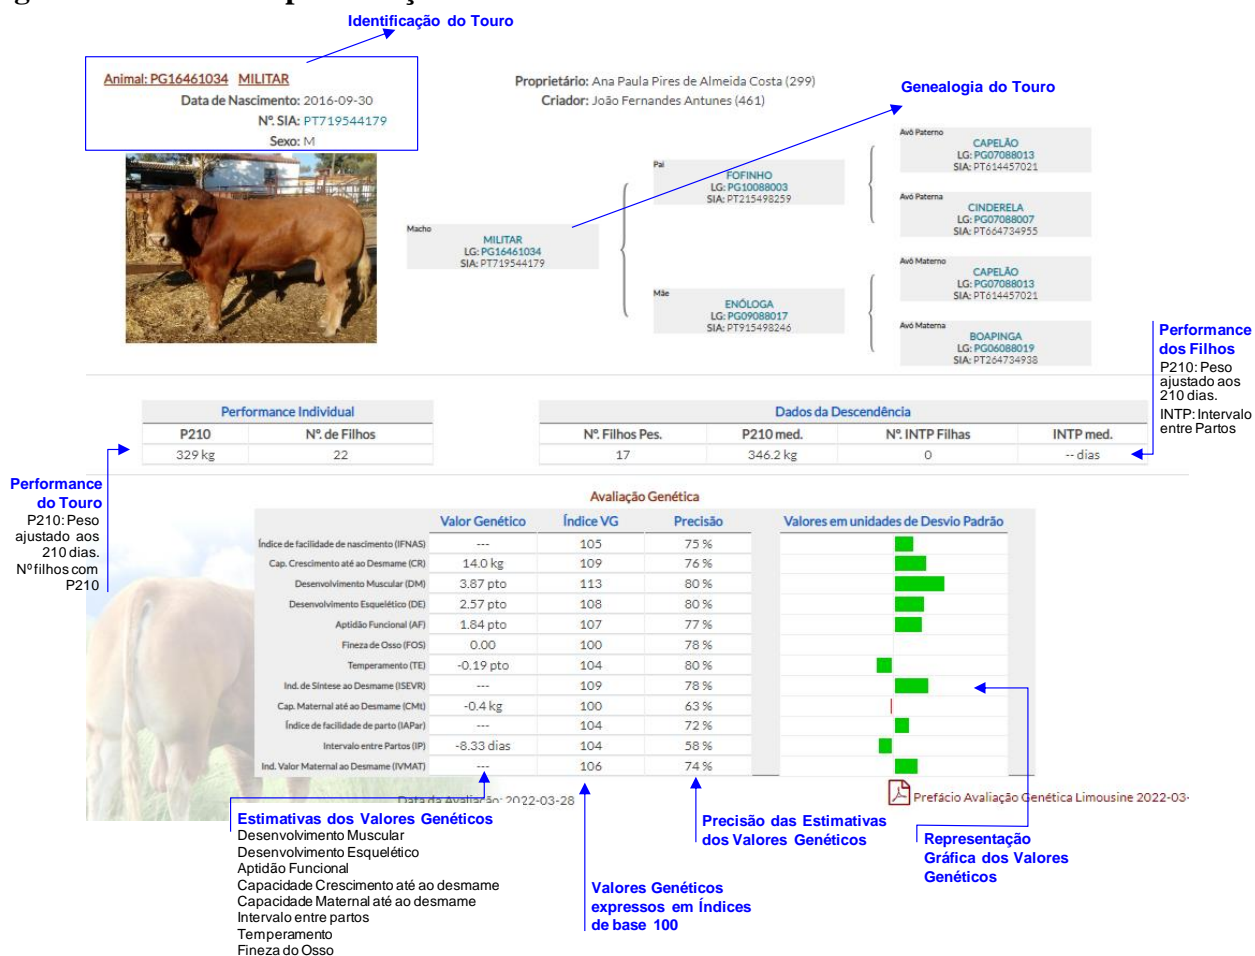 Identificação do Touro
Animal: PG16461034 MILITAR
Data de Nascimento: 2016-09-30
Nº. SIA: PT719544179
Sexo: M
Proprietário: Ana Paula Pires de Almeida Costa (299)
Criador: João Fernandes Antunes (461)
Genealogia do Touro
Macho
MILITAR
LG: PG16461034
SIA: PT719544179
Pai
FOFINHO
LG: PG10088003
SIA: PT215498259
Mãe
ENÓLOGA
LG: PG09088017
SIA: PT915498246
Avô Paterno
CAPELÃO
LG: PG07088013
SIA: PT614457021
Avó Paterna
CINDERELA
LG: PG07088007
SIA: PT664734955
Avô Materno
CAPELÃO
LG: PG07088013
SIA: PT614457021
Avó Materna
BOAPINGA
LG: PG06088019
SIA: PT264734938
Performance
dos Filhos
P210: Peso
ajustado aos
210 dias.
INTP: Intervalo
entre Partos
Performance Individual
P210 Nº. de Filhos
329 kg 22
Dados da Descendência
Nº. Filhos Pes. P210 med. Nº. INTP Filhas INTP med.
17 346.2 kg 0 -- dias
Performance
do Touro
P210: Peso
ajustado aos
210 dias.
Nº filhos com
P210
Avaliação Genética
Valor Genético Índice VG Precisão Valores em unidades de Desvio Padrão
Índice de facilidade de nascimento (IFNAS) --- 105 75 %
Cap. Crescimento até ao Desmame (CR) 14.0 kg 109 76 %
Desenvolvimento Muscular (DM) 3.87 pto 113 80 %
Desenvolvimento Esquelético (DE) 2.57 pto 108 80 %
Aptidão Funcional (AF) 1.84 pto 107 77 %
Fineza de Osso (FOS) 0.00 100 78 %
Temperamento (TE) -0.19 pto 104 80 %
Ind. de Síntese ao Desmame (ISEVR) --- 109 78 %
Cap. Maternal até ao Desmame (CMt) -0.4 kg 100 63 %
Índice de facilidade de parto (IAPar) --- 104 72 %
Intervalo entre Partos (IP) -8.33 dias 104 58 %
Ind. Valor Maternal ao Desmame (IVMAT) --- 106 74 %
Data da Avaliação: 2022-03-28
Prefácio Avaliação Genética Limousine 2022-03-
Estimativas dos Valores Genéticos
Desenvolvimento Muscular
Desenvolvimento Esquelético
Aptidão Funcional
Capacidade Crescimento até ao desmame
Capacidade Maternal até ao desmame
Intervalo entre partos
Temperamento
Fineza do Osso
Valores Genéticos
expressos em Índices
de base 100
Precisão das Estimativas
dos Valores Genéticos
Representação
Gráfica dos Valores
Genéticos